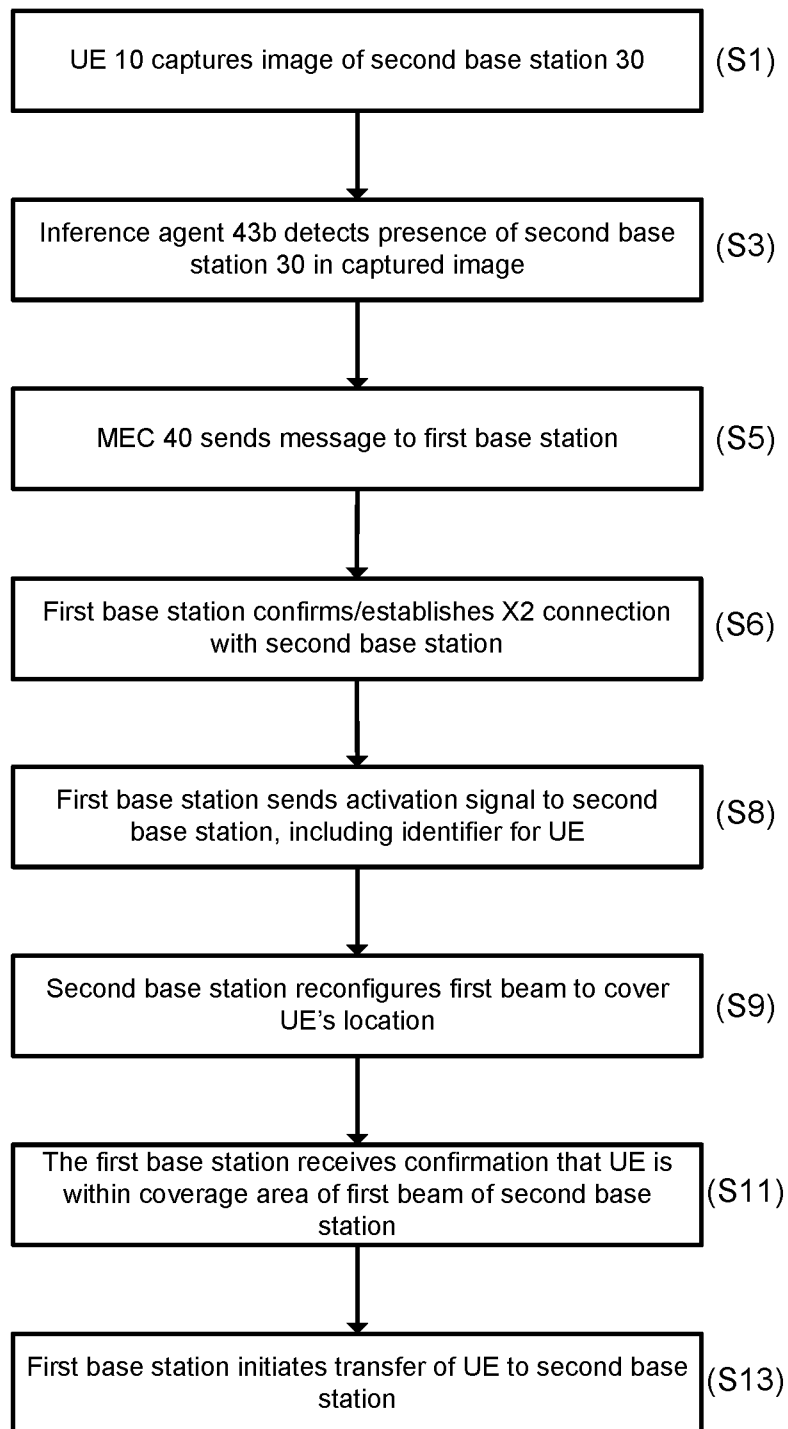 UE 10 captures image of second base station 30
(S1)
Inference agent 43b detects presence of second base
station 30 in captured image
(S3)
MEC 40 sends message to first base station
(S5)
First base station confirms/establishes X2 connection
with second base station
(S6)
First base station sends activation signal to second
base station, including identifier for UE
(S8)
Second base station reconfigures first beam to cover
UE's location
(S9)
The first base station receives confirmation that UE is
within coverage area of first beam of second base
station
(S11)
First base station initiates transfer of UE to second base
station
(S13)